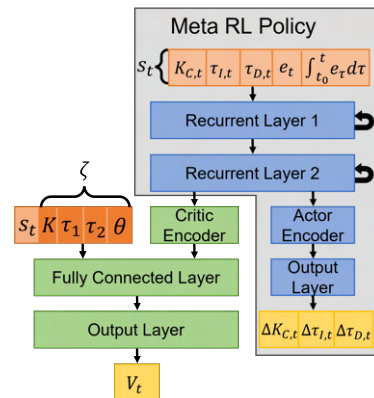 Meta RL Policy
s_t { K_{C,t} τ_{I,t} τ_{D,t} e_t ∫_{t_0}^{t} e_τ dτ
Recurrent Layer 1
Recurrent Layer 2
ζ
s_t K τ_1 τ_2 θ
Critic Encoder
Actor Encoder
Fully Connected Layer
Output Layer
Output Layer
ΔK_{C,t} Δτ_{I,t} Δτ_{D,t}
V_t